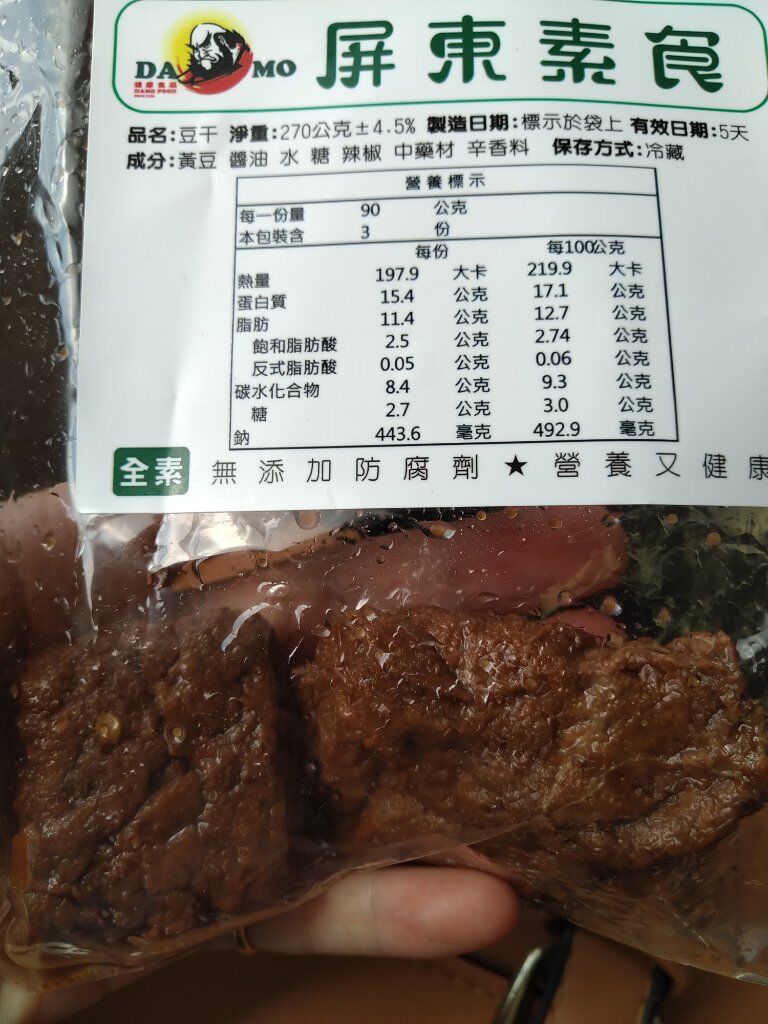 DA MO
達摩食品
DAMO FOOD
屏東素食
品名:豆干 淨重:270公克±4.5% 製造日期:標示於袋上 有效日期:5天
成分:黃豆 醬油 水 糖 辣椒 中藥材 辛香料 保存方式:冷藏
營養標示
每一份量 90 公克
本包裝含 3 份
每份 每100公克
熱量 197.9 大卡 219.9 大卡
蛋白質 15.4 公克 17.1 公克
脂肪 11.4 公克 12.7 公克
飽和脂肪酸 2.5 公克 2.74 公克
反式脂肪酸 0.05 公克 0.06 公克
碳水化合物 8.4 公克 9.3 公克
糖 2.7 公克 3.0 公克
鈉 443.6 毫克 492.9 毫克
全素 無添加防腐劑★營養又健康